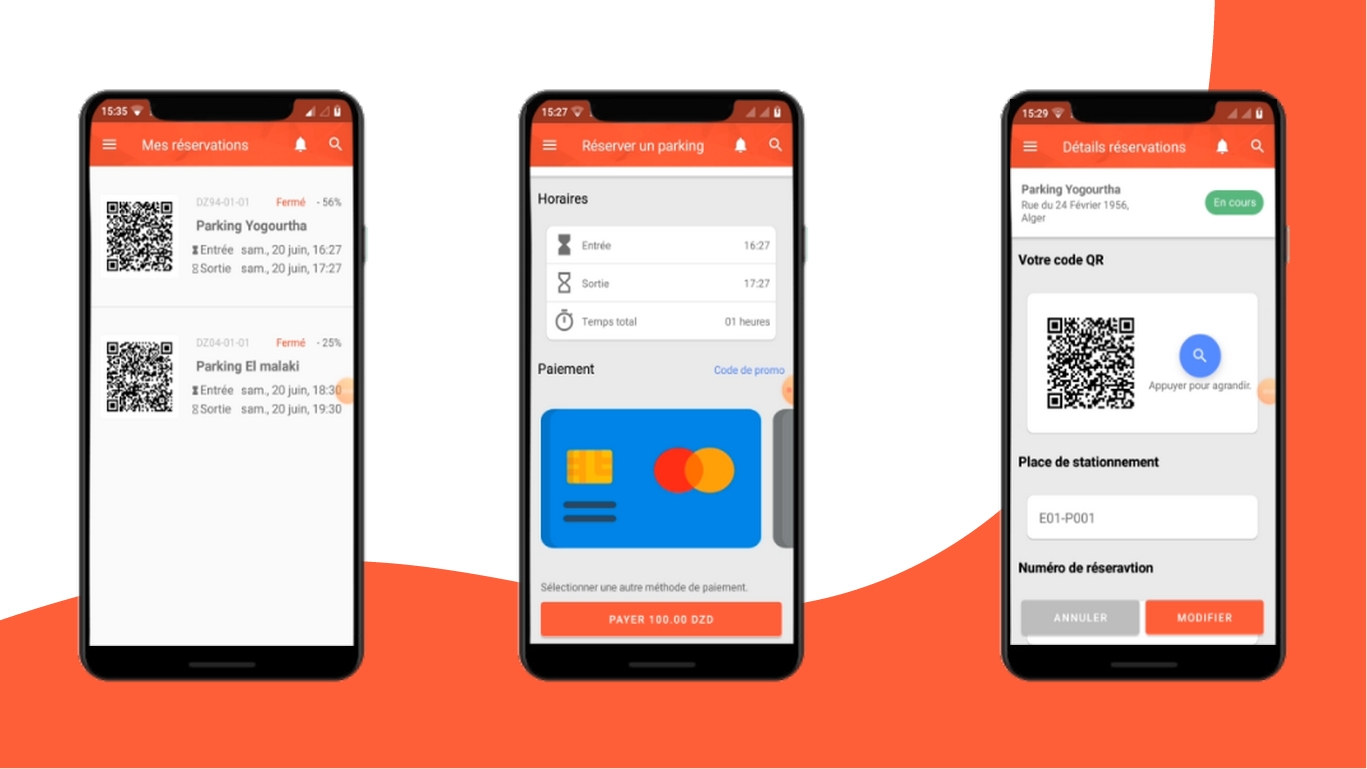 15:35
Mes réservations
DZ94-01-01 Fermé - 56%
Parking Yogourtha
Entrée sam., 20 juin, 16:27
Sortie sam., 20 juin, 17:27
DZ04-01-01 Fermé - 25%
Parking El malaki
Entrée sam., 20 juin, 18:30
Sortie sam., 20 juin, 19:30
15:27
Réserver un parking
Horaires
Entrée 16:27
Sortie 17:27
Temps total 01 heures
Paiement Code de promo
Sélectionner une autre méthode de paiement.
PAYER 100.00 DZD
15:29
Détails réservations
Parking Yogourtha
Rue du 24 Février 1956,
Alger
En cours
Votre code QR
Appuyer pour agrandir.
Place de stationnement
E01-P001
Numéro de réseravtion
ANNULER MODIFIER